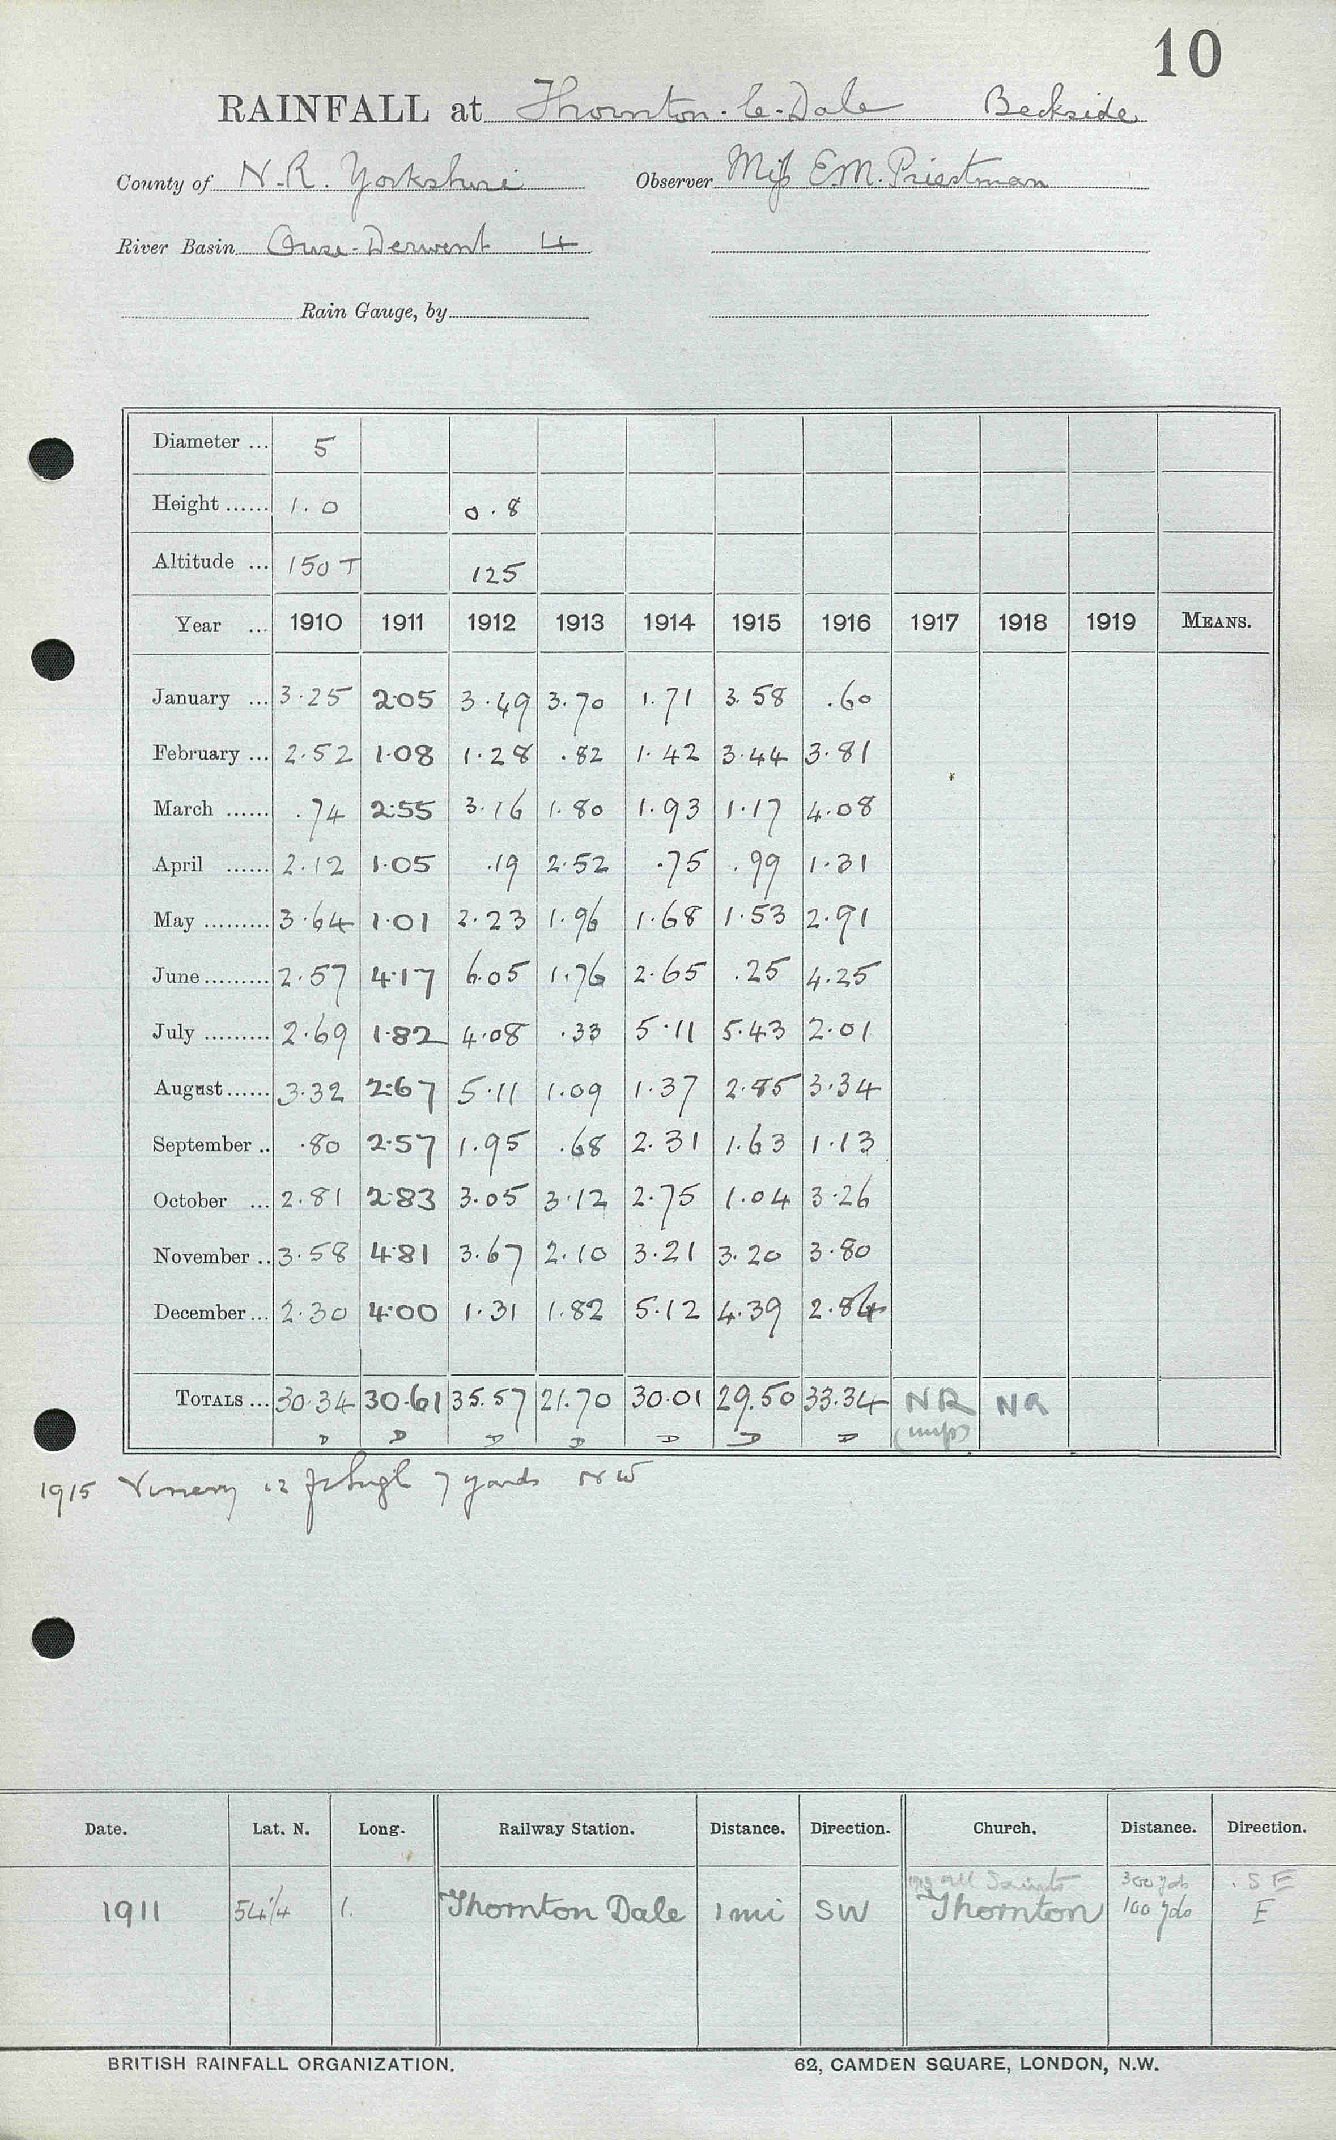 10
RAINFALL at Thornton-le-Dale Beckside
County of N.R. Yorkshire Observer Miss E.M. Priestman
River Basin Ouse-Derwent 4
Rain Gauge, by
Diameter ... 5
Height ...... 1.0 0.8
Altitude ... 150 T 125
Year ... 1910 1911 1912 1913 1914 1915 1916 1917 1918 1919 MEANS.
January ... 3.25 2.05 3.49 3.70 1.71 3.58 .60
February ... 2.52 1.08 1.28 .82 1.42 3.44 3.81
March ...... .74 2.55 3.16 1.80 1.93 1.17 4.08
April ...... 2.12 1.05 .19 2.52 .75 .99 1.31
May ......... 3.64 1.01 2.23 1.96 1.68 1.53 2.91
June ......... 2.57 4.17 6.05 1.76 2.65 .25 4.25
July ......... 2.69 1.82 4.08 .33 5.11 5.43 2.01
August ...... 3.32 2.67 5.11 1.09 1.37 2.85 3.34
September .. .80 2.57 1.95 .68 2.31 1.63 1.13
October ... 2.81 2.83 3.05 3.12 2.75 1.04 3.26
November .. 3.58 4.81 3.67 2.10 3.21 3.20 3.80
December ... 2.30 4.00 1.31 1.82 5.12 4.39 2.84
TOTALS ... 30.34 30.61 35.57 21.70 30.01 29.50 33.34 NR NR
D D D D D D D
1915 Vinery 12 ft high 7 yards NW
Date. Lat. N. Long. Railway Station. Distance. Direction. Church. Distance. Direction.
All Saints 300 yds SE
1911 54 1/4 1. Thornton Dale 1 mi SW Thornton 100 yds E
BRITISH RAINFALL ORGANIZATION. 62, CAMDEN SQUARE, LONDON, N.W.